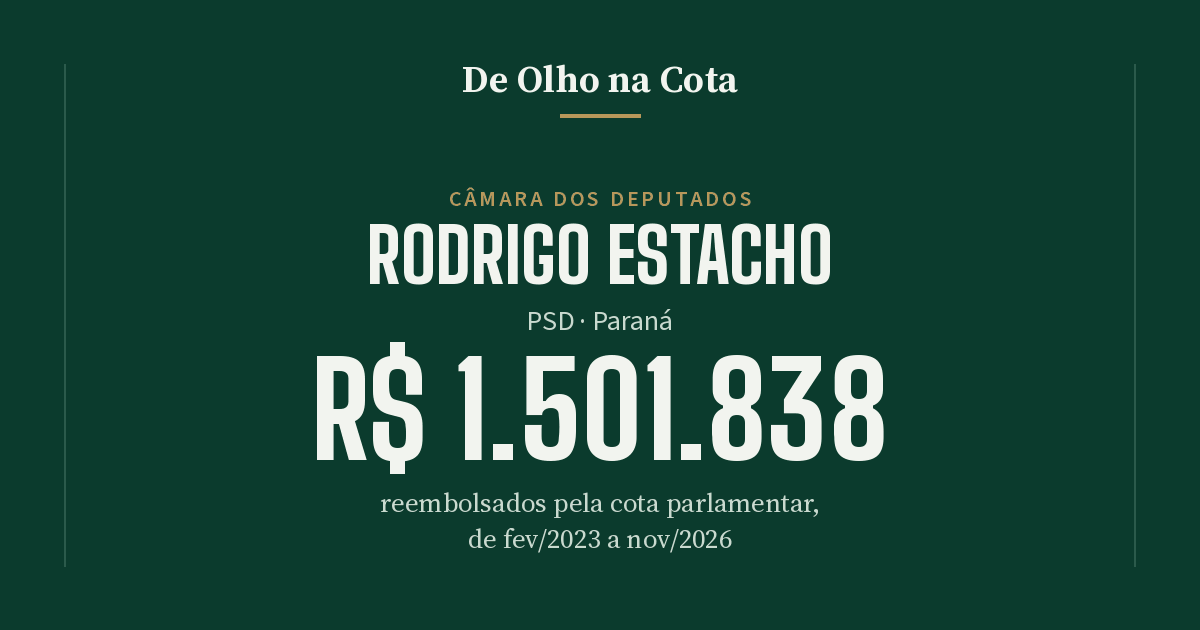 De Olho na Cota
CÂMARA DOS DEPUTADOS
RODRIGO ESTACHO
PSD · Paraná
R$ 1.501.838
reembolsados pela cota parlamentar,
de fev/2023 a nov/2026